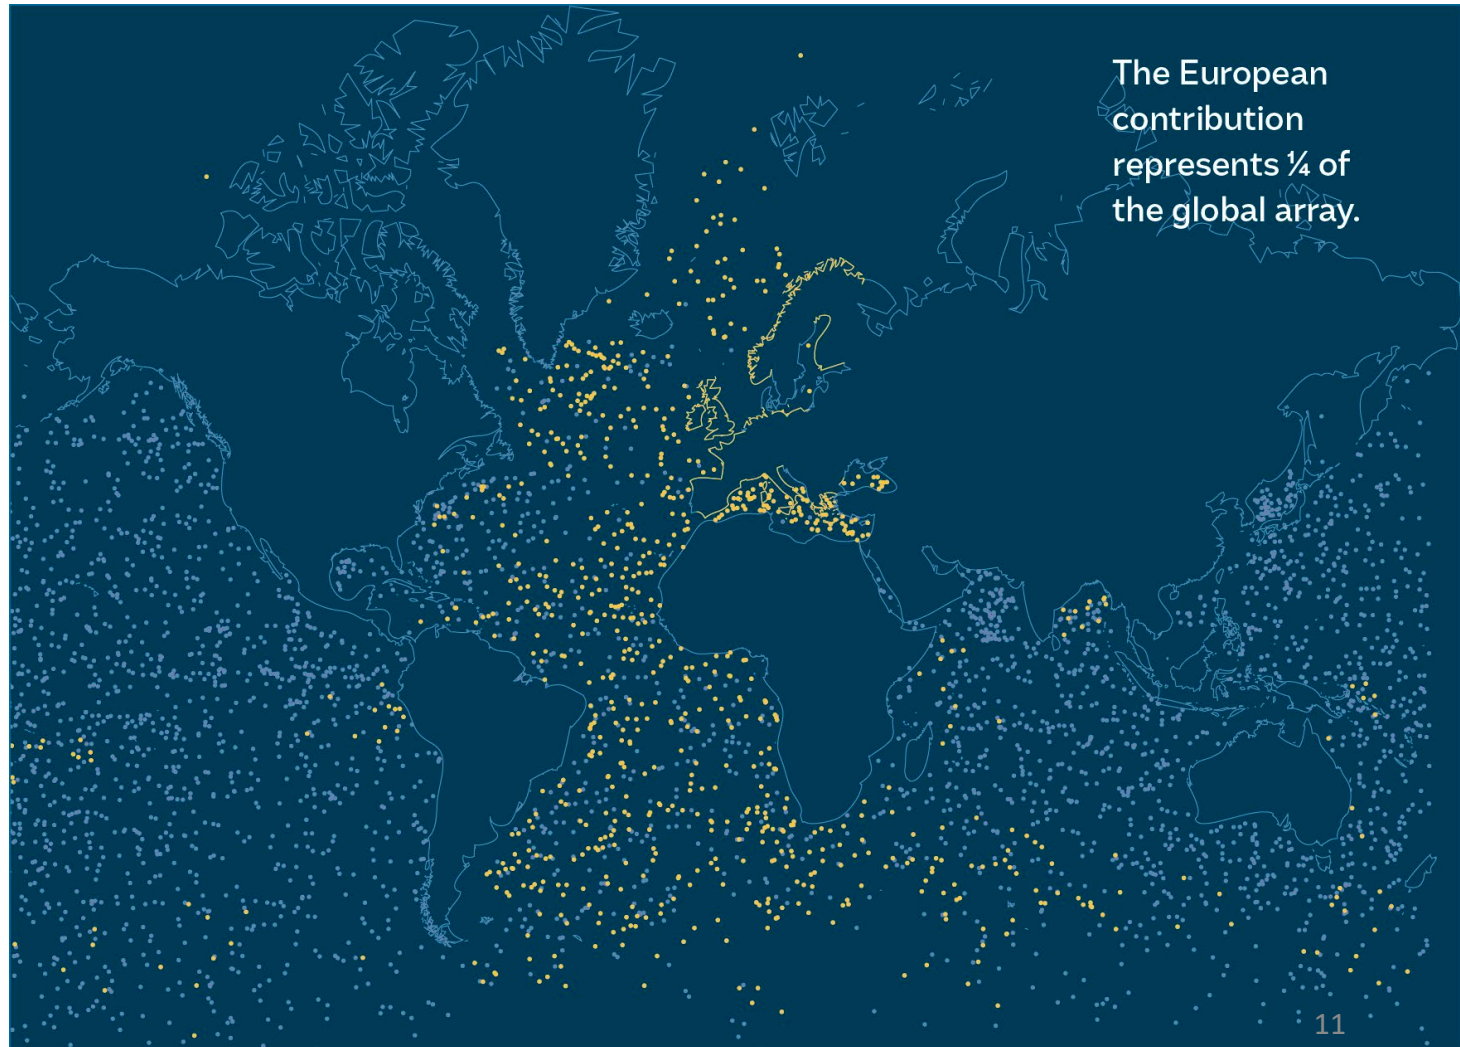 The European
contribution
represents ¼ of
the global array.
11